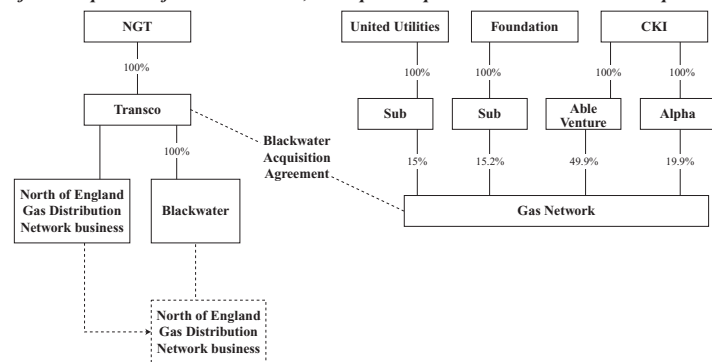 NGT
United Utilities
Foundation
CKI
100%
100%
100%
100%
100%
Transco
Sub
Sub
Able
Venture
Alpha
100%
Blackwater
Acquisition
Agreement
15%
15.2%
49.9%
19.9%
North of England
Gas Distribution
Network business
Blackwater
Gas Network
North of England
Gas Distribution
Network business